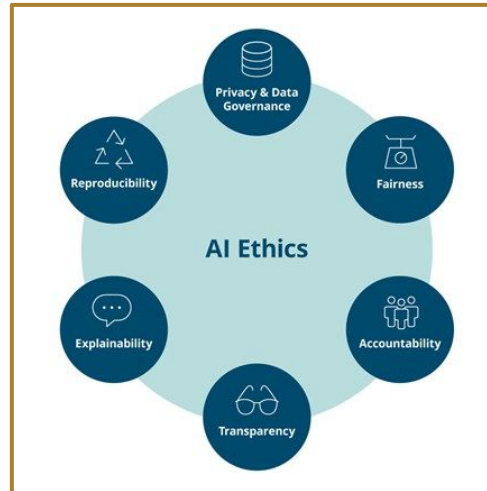 Privacy & Data
Governance
Reproducibility
Fairness
AI Ethics
Explainability
Accountability
Transparency